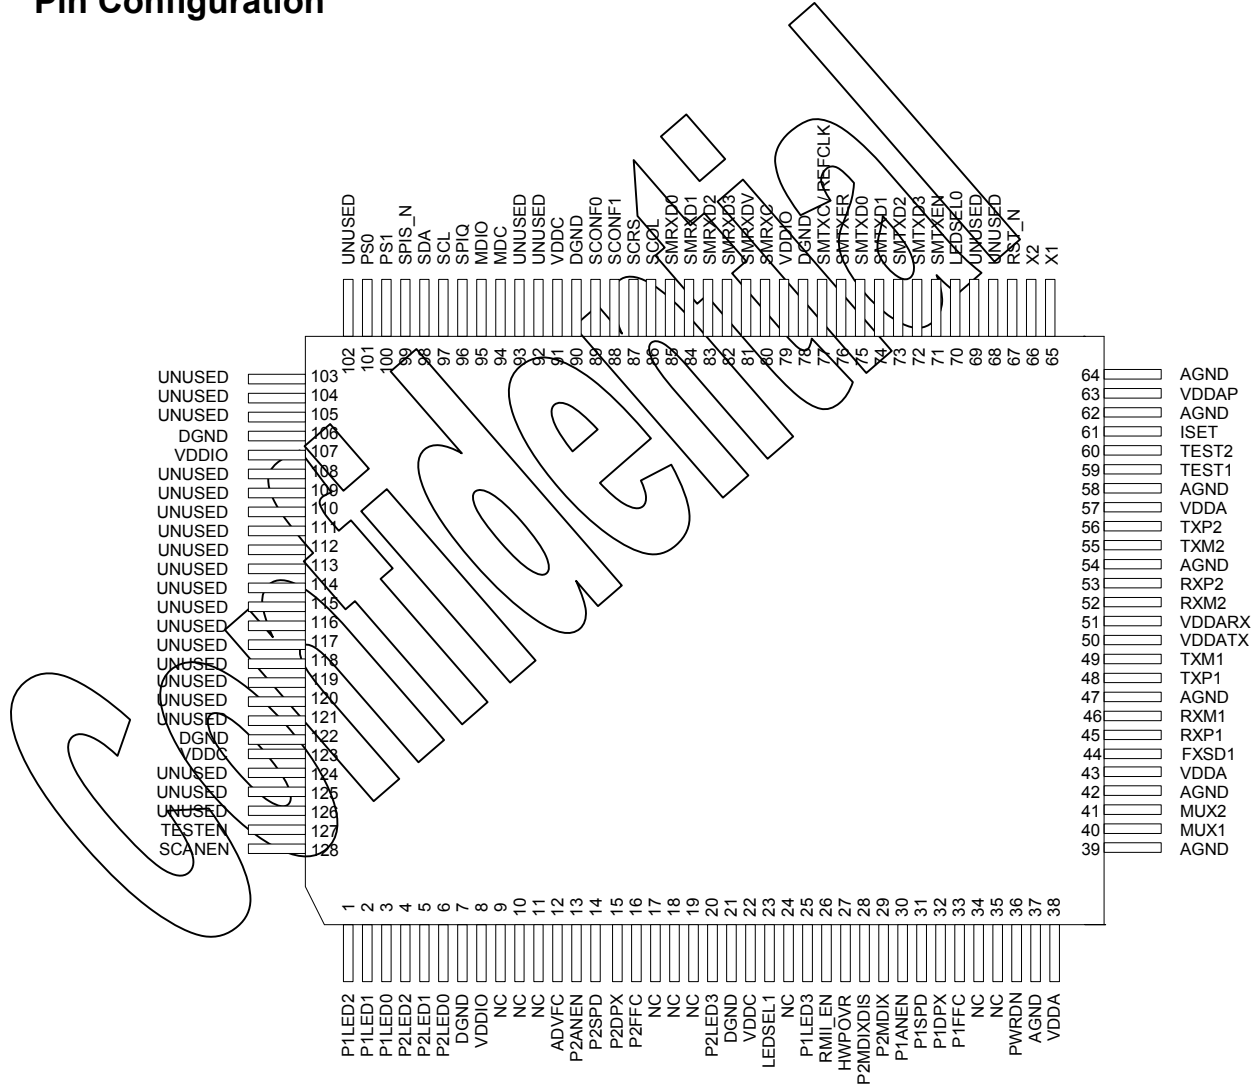 Pin Configuration
Confidential
UNUSED
PS0
PS1
SPIS_N
SDA
SCL
SPIQ
MDIO
MDC
UNUSED
UNUSED
VDDC
DGND
SCONF0
SCONF1
SCRS
SCOL
SMRXD0
SMRXD1
SMRXD2
SMRXD3
SMRXDV
SMRXC
VDDIO
DGND
SMTXC/ REFCLK
SMTXER
SMTXD0
SMTXD1
SMTXD2
SMTXD3
SMTXEN
LEDSEL0
UNUSED
UNUSED
RST_N
X2
X1
102 101 100 99 98 97 96 95 94 93 92 91 90 89 88 87 86 85 84 83 82 81 80 79 78 77 76 75 74 73 72 71 70 69 68 67 66 65
UNUSED 103
UNUSED 104
UNUSED 105
DGND 106
VDDIO 107
UNUSED 108
UNUSED 109
UNUSED 110
UNUSED 111
UNUSED 112
UNUSED 113
UNUSED 114
UNUSED 115
UNUSED 116
UNUSED 117
UNUSED 118
UNUSED 119
UNUSED 120
UNUSED 121
DGND 122
VDDC 123
UNUSED 124
UNUSED 125
UNUSED 126
TESTEN 127
SCANEN 128
64 AGND
63 VDDAP
62 AGND
61 ISET
60 TEST2
59 TEST1
58 AGND
57 VDDA
56 TXP2
55 TXM2
54 AGND
53 RXP2
52 RXM2
51 VDDARX
50 VDDATX
49 TXM1
48 TXP1
47 AGND
46 RXM1
45 RXP1
44 FXSD1
43 VDDA
42 AGND
41 MUX2
40 MUX1
39 AGND
1 2 3 4 5 6 7 8 9 10 11 12 13 14 15 16 17 18 19 20 21 22 23 24 25 26 27 28 29 30 31 32 33 34 35 36 37 38
P1LED2
P1LED1
P1LED0
P2LED2
P2LED1
P2LED0
DGND
VDDIO
NC
NC
NC
ADVFC
P2ANEN
P2SPD
P2DPX
P2FFC
NC
NC
NC
P2LED3
DGND
VDDC
LEDSEL1
NC
P1LED3
RMII_EN
HWPOVR
P2MDIXDIS
P2MDIX
P1ANEN
P1SPD
P1DPX
P1FFC
NC
NC
PWRDN
AGND
VDDA